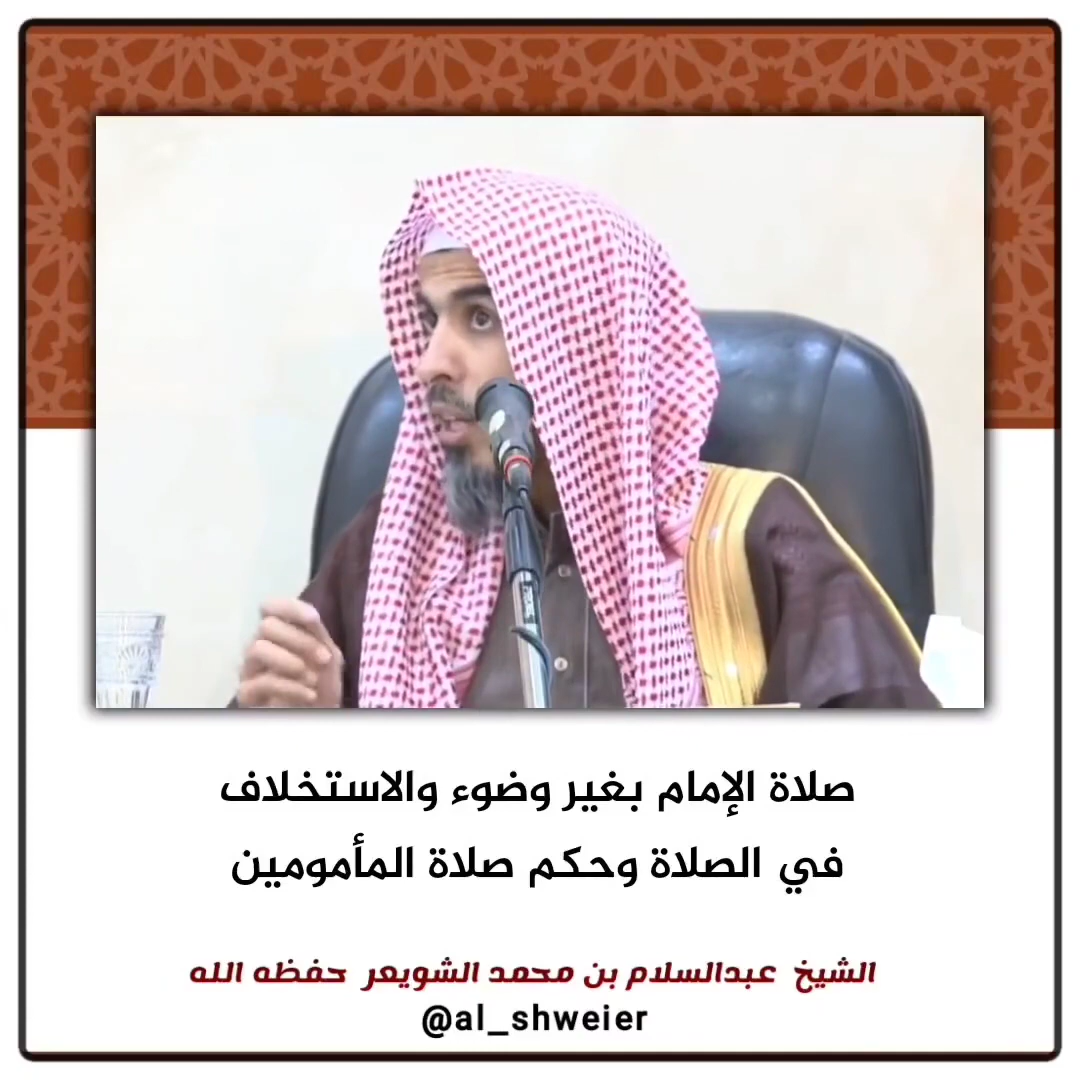 صلاة الإمام بغير وضوء والاستخلاف
في الصلاة وحكم صلاة المأمومين
الشيخ عبدالسلام بن محمد الشويعر حفظه الله
@al_shweier